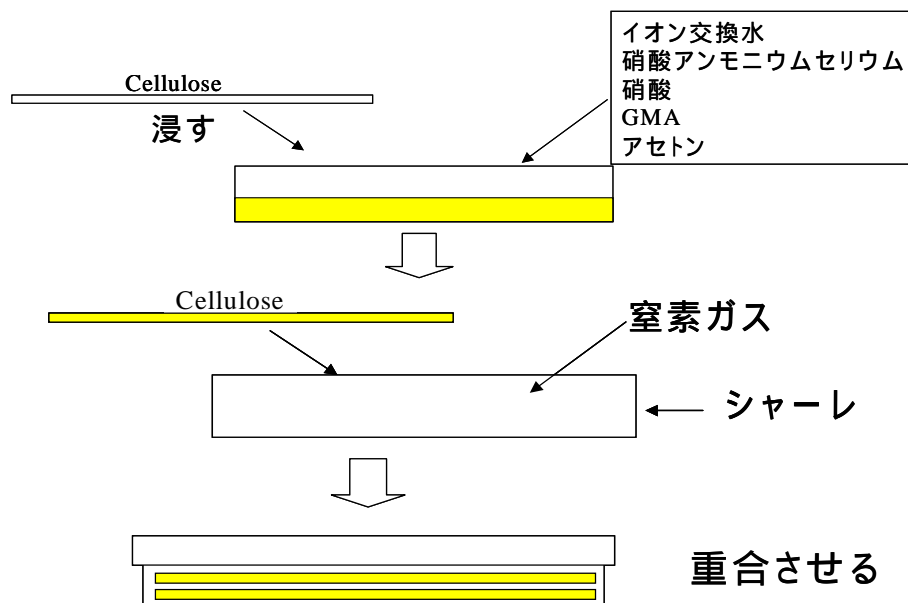 Cellulose
浸す
イオン交換水
硝酸アンモニウムセリウム
硝酸
GMA
アセトン
Cellulose
窒素ガス
シャーレ
重合させる